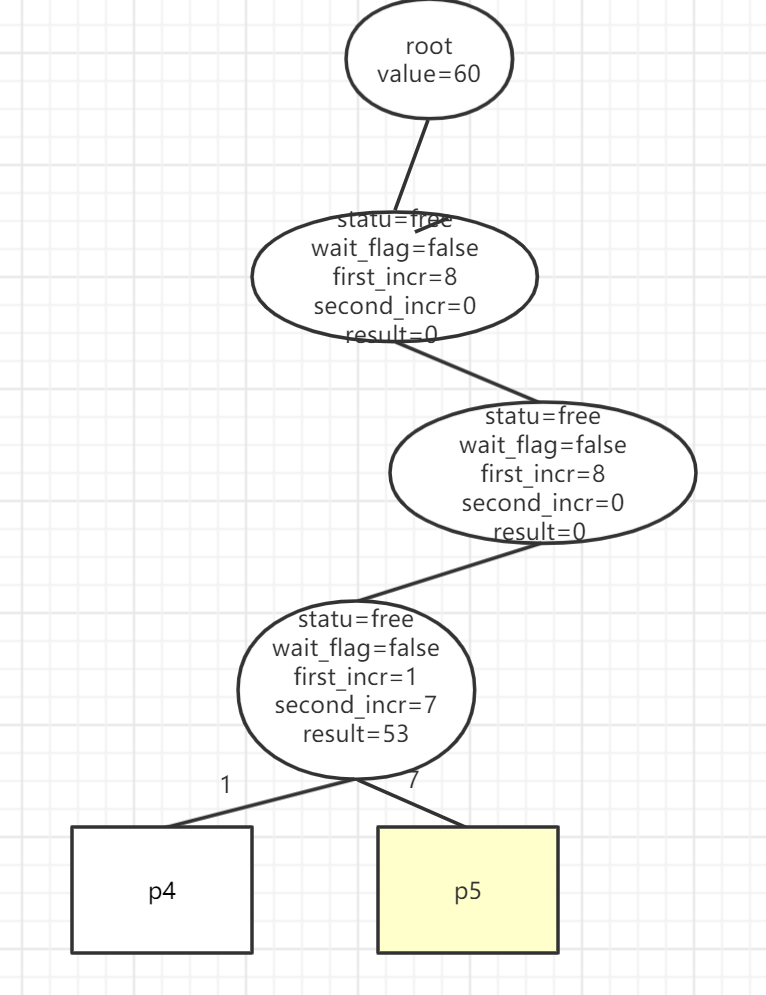 root
value=60
statu=free
wait_flag=false
first_incr=8
second_incr=0
result=0
statu=free
wait_flag=false
first_incr=8
second_incr=0
result=0
statu=free
wait_flag=false
first_incr=1
second_incr=7
result=53
1
7
p4
p5